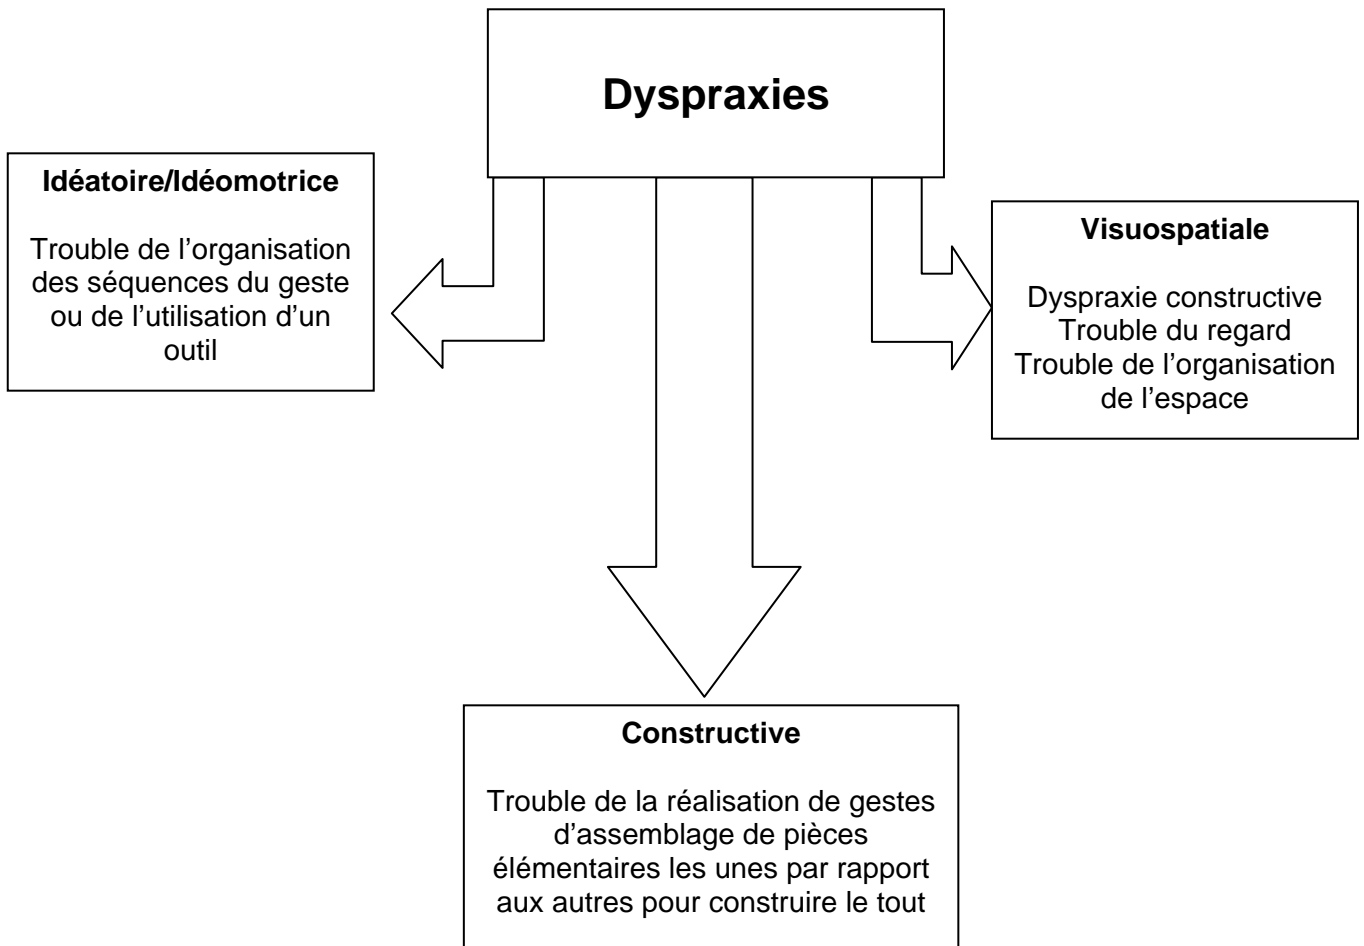 Dyspraxies
Idéatoire/Idéomotrice
Trouble de l’organisation
des séquences du geste
ou de l’utilisation d’un
outil
Visuospatiale
Dyspraxie constructive
Trouble du regard
Trouble de l’organisation
de l’espace
Constructive
Trouble de la réalisation de gestes
d’assemblage de pièces
élémentaires les unes par rapport
aux autres pour construire le tout